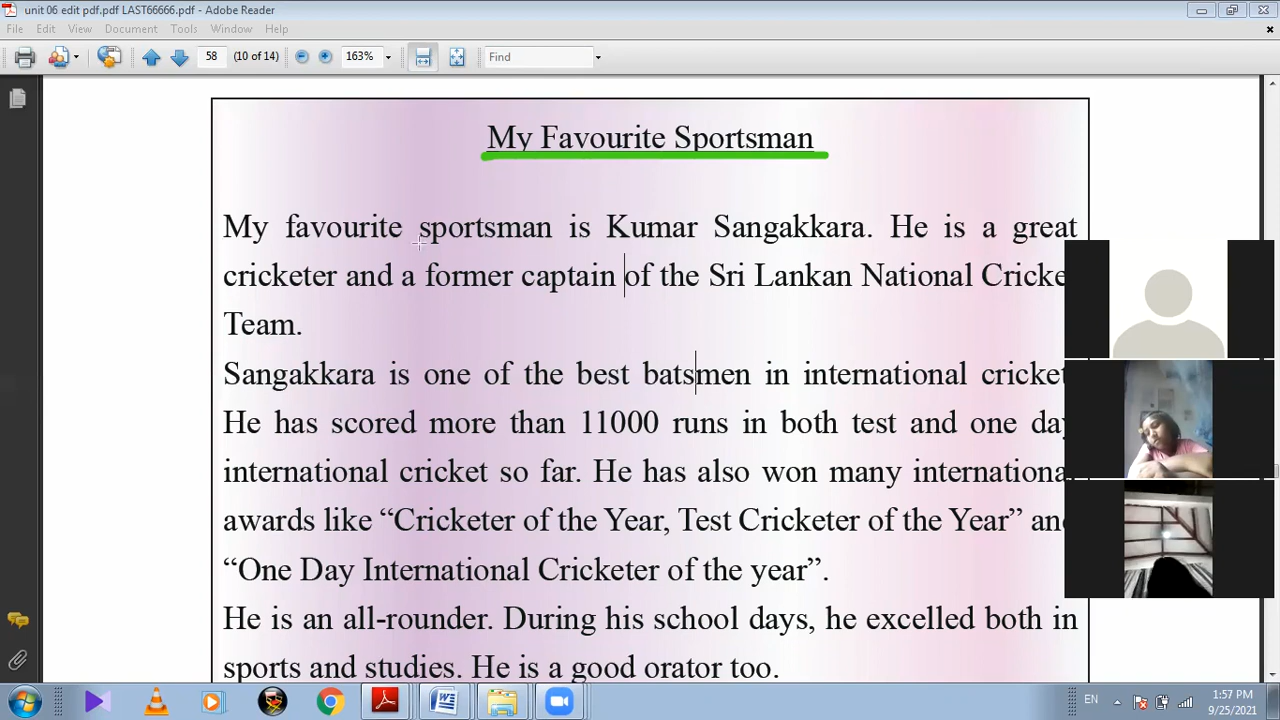 unit 06 edit pdf.pdf LAST66666.pdf - Adobe Reader
File Edit View Document Tools Window Help
58 (10 of 14) 163% Find
My Favourite Sportsman
My favourite sportsman is Kumar Sangakkara. He is a great
cricketer and a former captain of the Sri Lankan National Cricke
Team.
Sangakkara is one of the best batsmen in international cricket
He has scored more than 11000 runs in both test and one day
international cricket so far. He has also won many international
awards like “Cricketer of the Year, Test Cricketer of the Year” and
“One Day International Cricketer of the year”.
He is an all-rounder. During his school days, he excelled both in
sports and studies. He is a good orator too.
EN 1:57 PM
9/25/2021